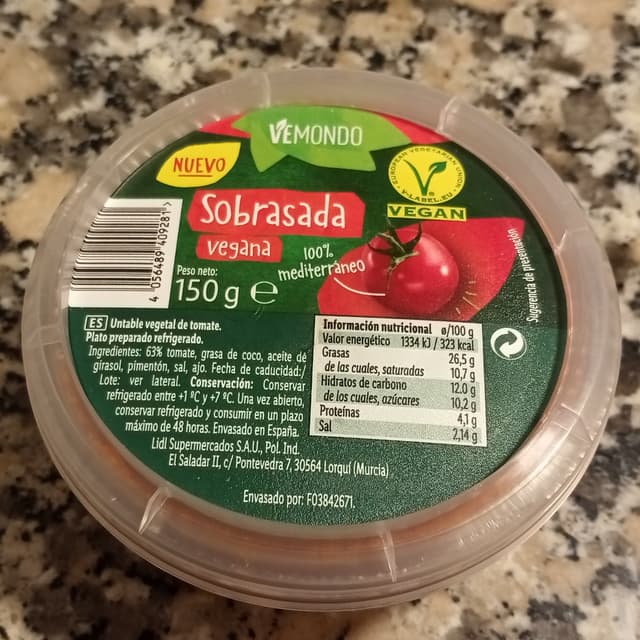 VEMONDO
NUEVO
Sobrasada
vegana
100%
mediterráneo
EUROPEAN VEGETARIAN UNION
V-LABEL.EU
VEGAN
Peso neto:
150 g ℮
4 056489 409281 >
Sugerencia de presentación
ES Untable vegetal de tomate.
Plato preparado refrigerado.
Ingredientes: 63% tomate, grasa de coco, aceite de
girasol, pimentón, sal, ajo. Fecha de caducidad:/
Lote: ver lateral. Conservación: Conservar
refrigerado entre +1 ºC y +7 ºC. Una vez abierto,
conservar refrigerado y consumir en un plazo
máximo de 48 horas. Envasado en España.
Lidl Supermercados S.A.U., Pol. Ind.
El Saladar II, c/ Pontevedra 7, 30564 Lorquí (Murcia)
Envasado por: F03842671.
Información nutricional ø/100 g
Valor energético 1334 kJ / 323 kcal
Grasas 26,5 g
de las cuales, saturadas 10,7 g
Hidratos de carbono 12.0 g
de los cuales, azúcares 10,2 g
Proteínas 4,1 g
Sal 2,14 g